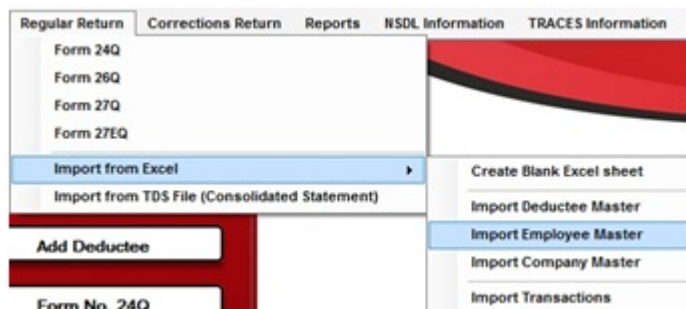 Regular Return Corrections Return Reports NSDL Information TRACES Information
Form 24Q
Form 26Q
Form 27Q
Form 27EQ
Import from Excel
Import from TDS File (Consolidated Statement)
Create Blank Excel sheet
Import Deductee Master
Import Employee Master
Import Company Master
Import Transactions
Add Deductee
Form No. 24Q